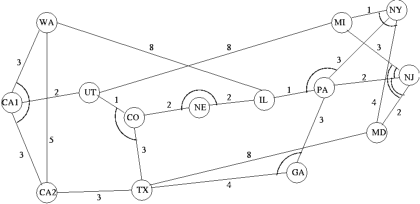 NY
1
WA
MI
8
8
3
3
3
CA1
2
UT
1
CO
2
NE
2
IL
1
PA
2
NJ
4
2
5
3
3
3
8
MD
4
GA
CA2
3
TX